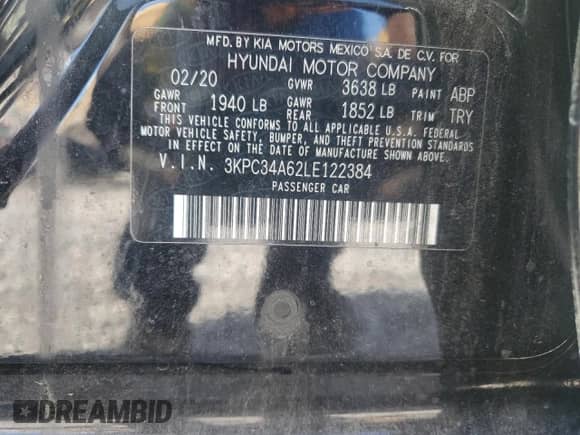 MFD. BY KIA MOTORS MEXICO S.A. DE C.V. FOR
HYUNDAI MOTOR COMPANY
02/20 GVWR 3638 LB PAINT ABP
GAWR FRONT 1940 LB GAWR REAR 1852 LB TRIM TRY
THIS VEHICLE CONFORMS TO ALL APPLICABLE U.S.A. FEDERAL
MOTOR VEHICLE SAFETY, BUMPER, AND THEFT PREVENTION STANDARDS
IN EFFECT ON THE DATE OF MANUFACTURE SHOWN ABOVE.
V.I.N. 3KPC34A62LE122384
PASSENGER CAR
DREAMBID